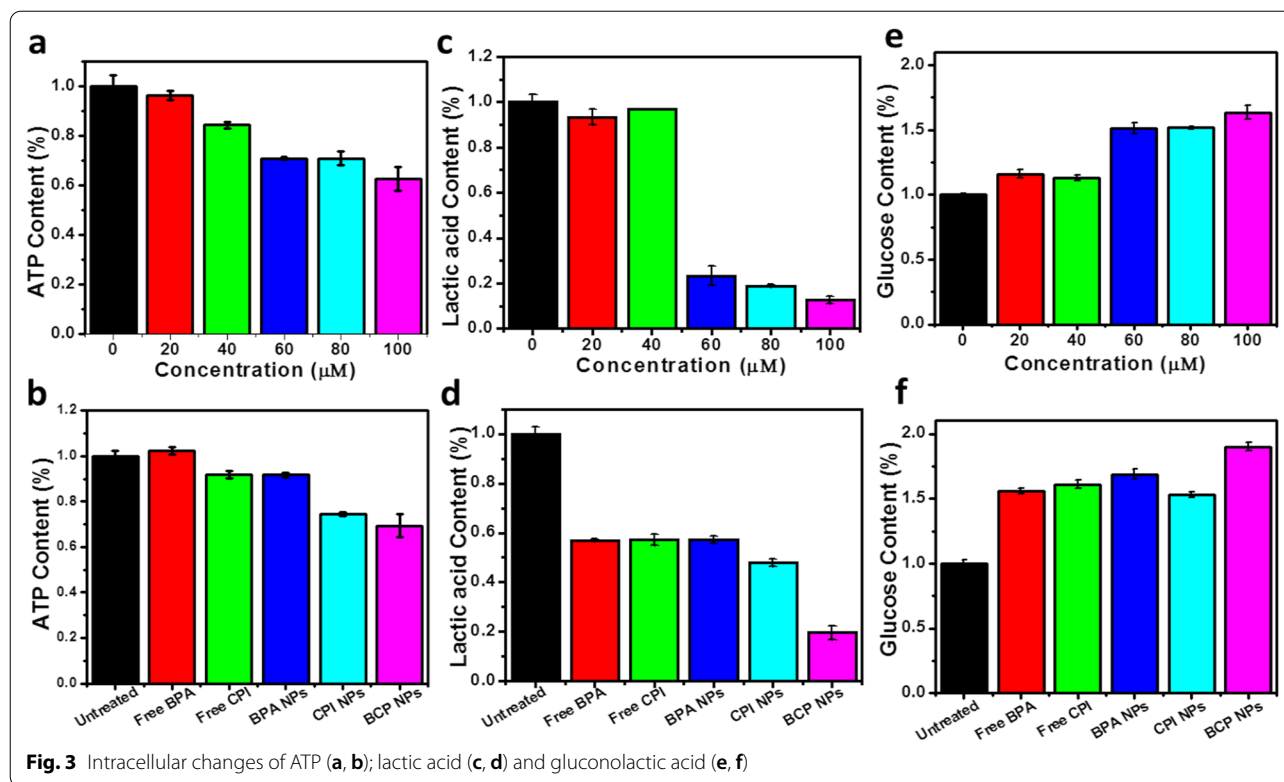 a
ATP Content (%)
1.0
0.8
0.6
0.4
0.2
0.0
0 20 40 60 80 100
Concentration (μM)
c
Lactic acid Content (%)
1.2
1.0
0.8
0.6
0.4
0.2
0.0
0 20 40 60 80 100
Concentration (μM)
e
Glucose Content (%)
2.0
1.5
1.0
0.5
0.0
0 20 40 60 80 100
Concentration (μM)
b
ATP Content (%)
1.2
1.0
0.8
0.6
0.4
0.2
0.0
Untreated Free BPA Free CPI BPA NPs CPI NPs BCP NPs
d
Lactic acid Content (%)
1.0
0.8
0.6
0.4
0.2
0.0
Untreated Free BPA Free CPI BPA NPs CPI NPs BCP NPs
f
Glucose Content (%)
2.0
1.5
1.0
0.5
0.0
Untreated Free BPA Free CPI BPA NPs CPI NPs BCP NPs
Fig. 3 Intracellular changes of ATP (a, b); lactic acid (c, d) and gluconolactic acid (e, f)